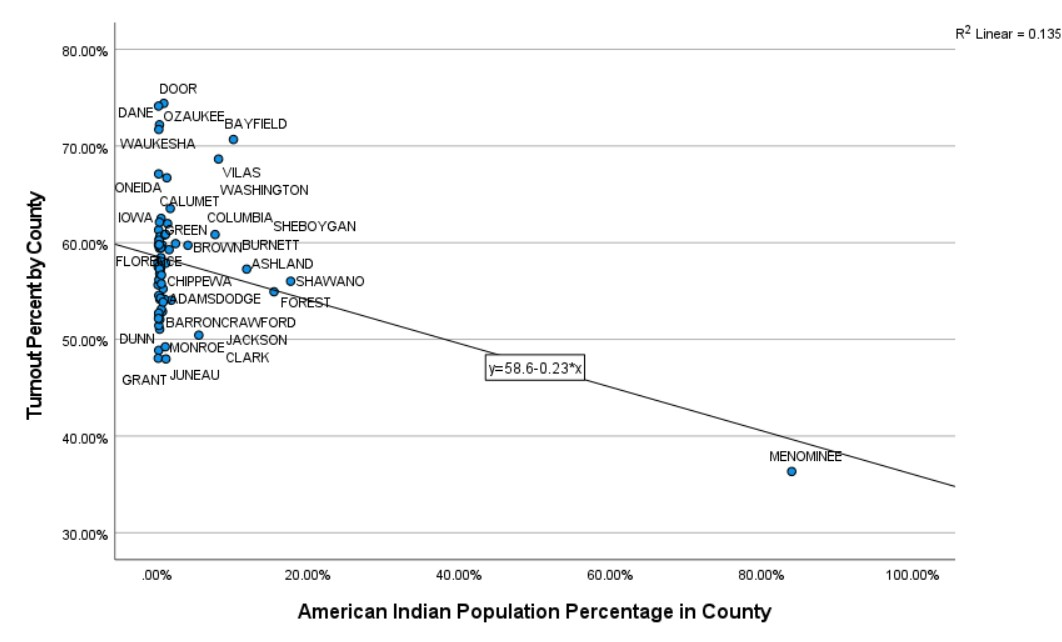 R² Linear = 0.135
80.00%
DOOR
DANE OZAUKEE BAYFIELD
WAUKESHA
70.00%
VILAS
ONEIDA WASHINGTON
CALUMET
IOWA COLUMBIA SHEBOYGAN
GREEN
60.00% BROWN BURNETT
FLORENCE ASHLAND
CHIPPEWA SHAWANO
ADAMS DODGE FOREST
BARRON CRAWFORD
50.00% DUNN JACKSON
MONROE CLARK
GRANT JUNEAU
y=58.6-0.23*x
40.00%
MENOMINEE
30.00%
.00% 20.00% 40.00% 60.00% 80.00% 100.00%
Turnout Percent by County
American Indian Population Percentage in County